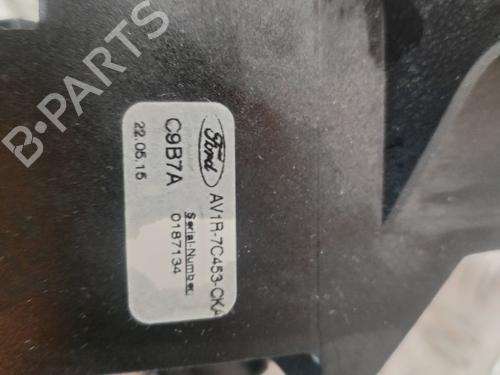 Ford
AV1R-7C453-CKA
C9B7A
Serial-Number
0187134
22.05.15
B-PARTS